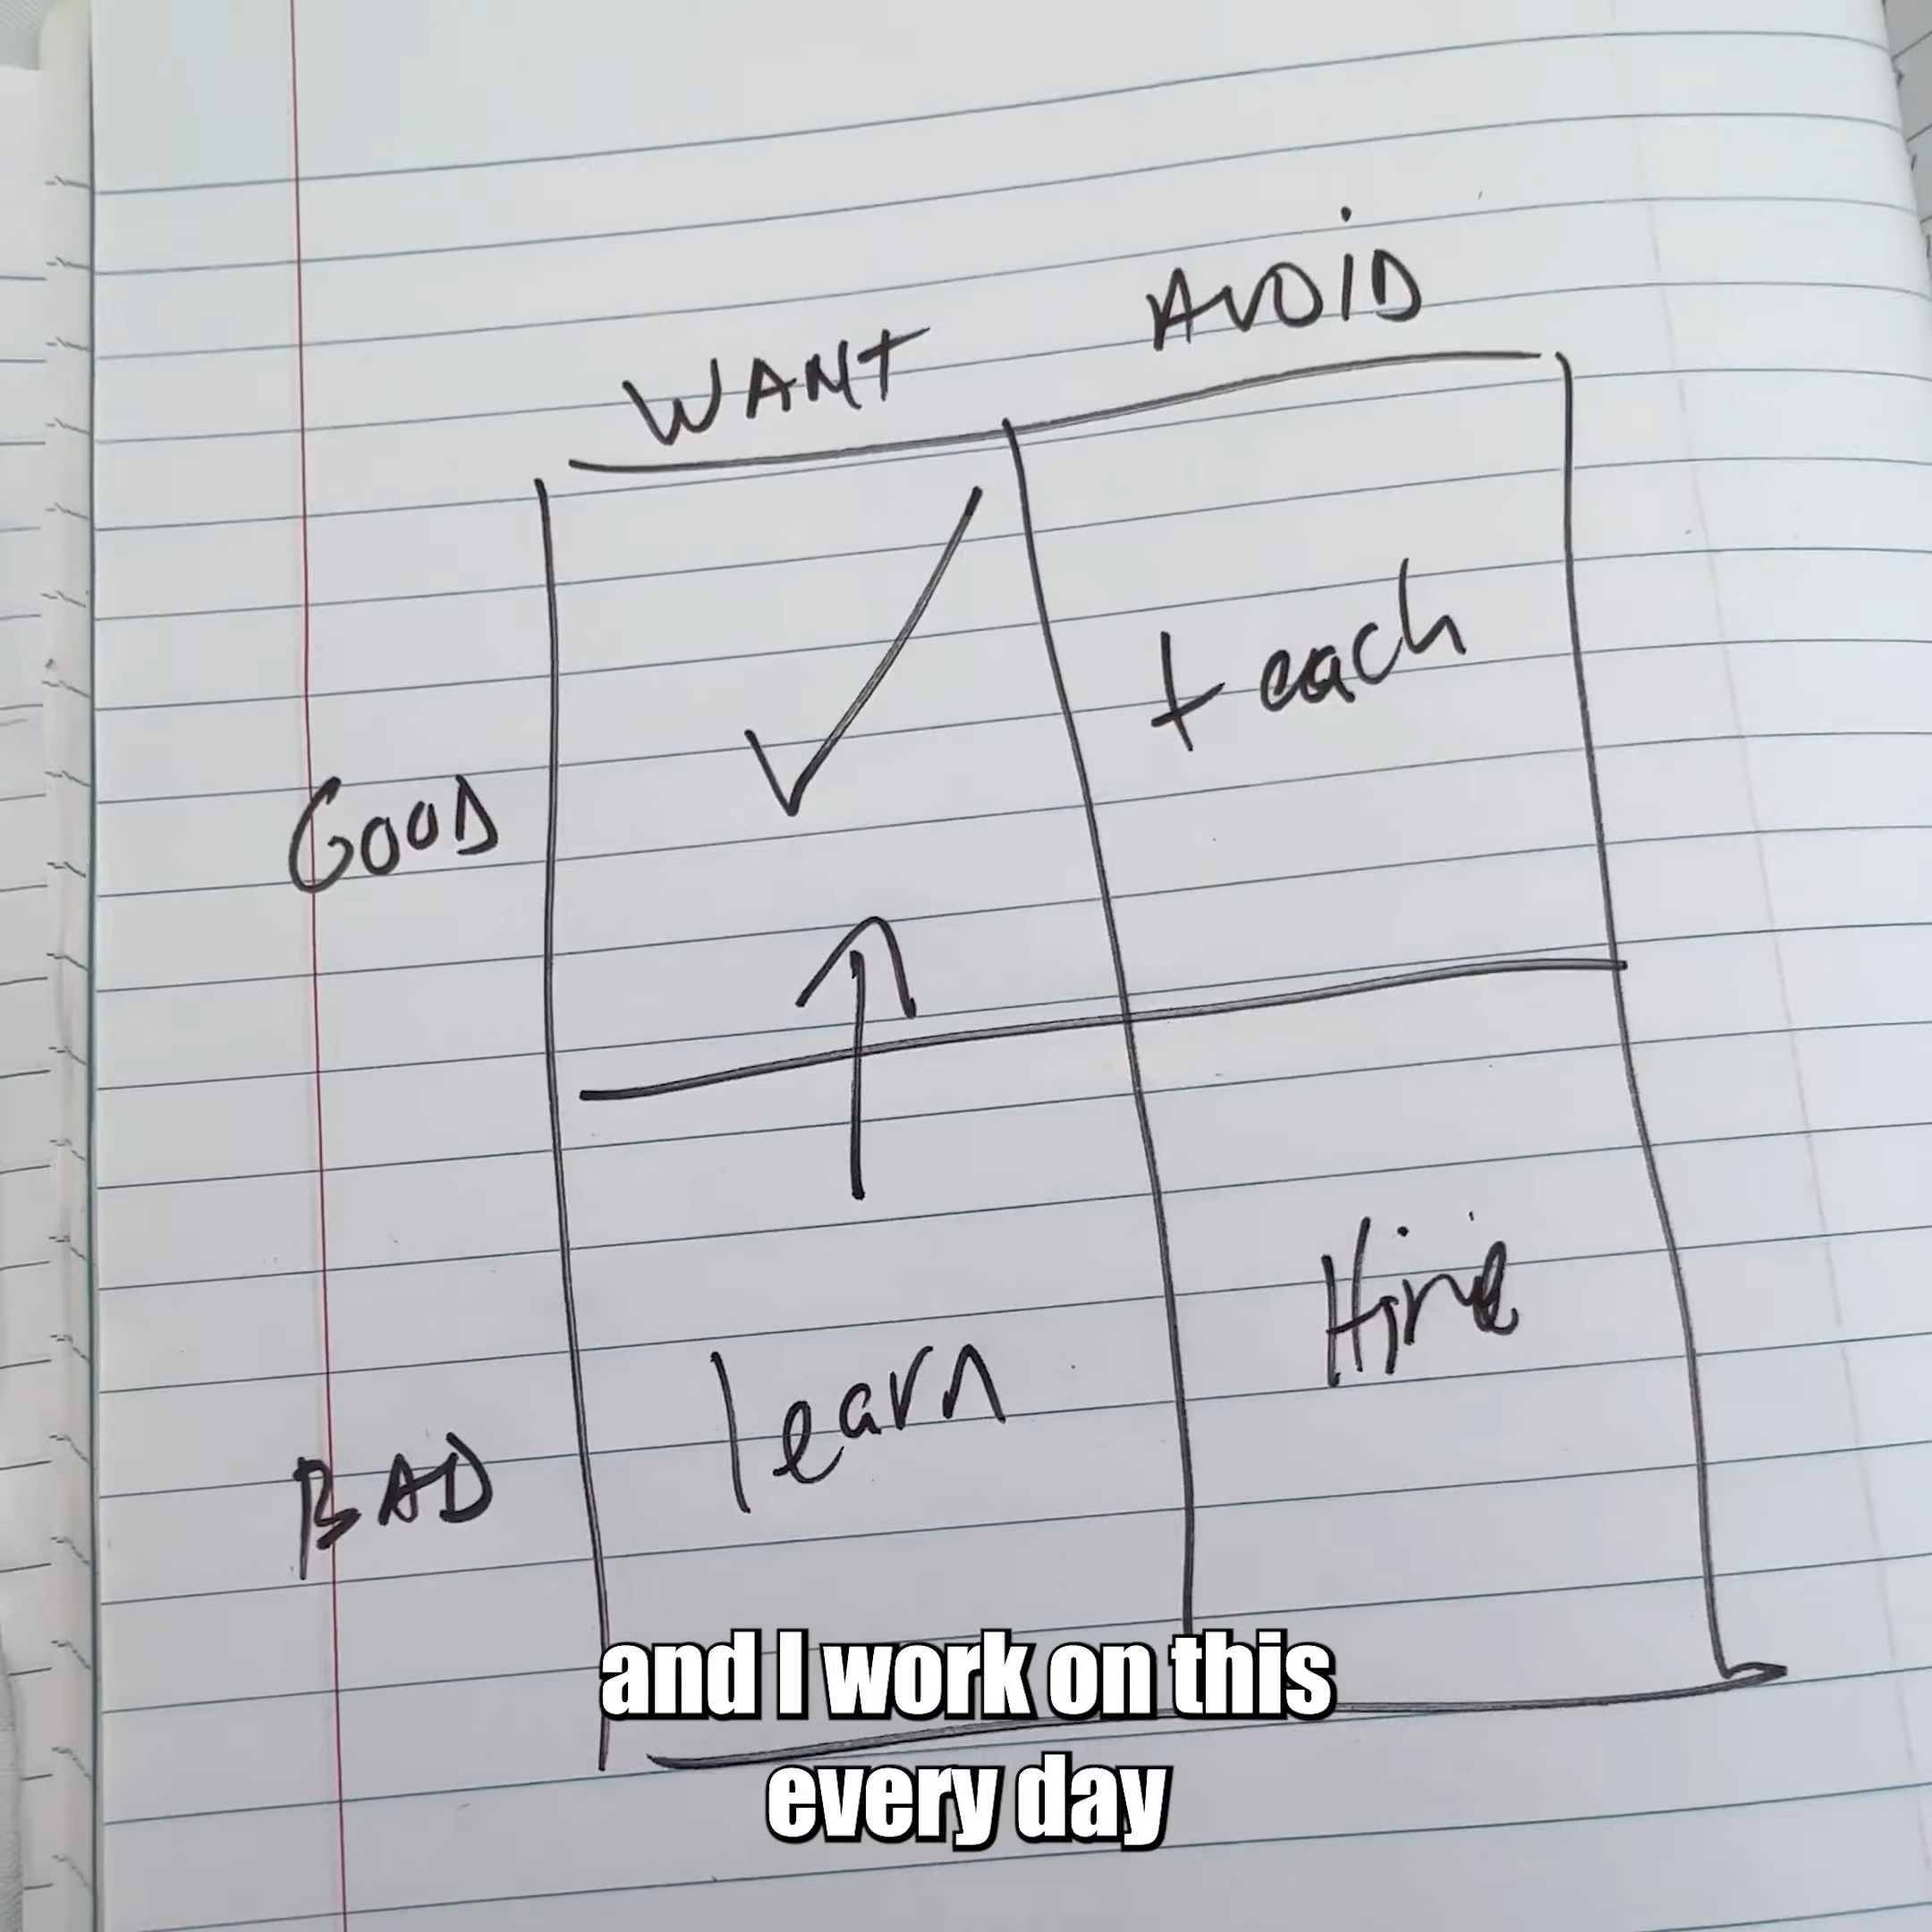 WANT AVOID
GOOD
teach
BAD
learn
Hire
and I work on this
every day